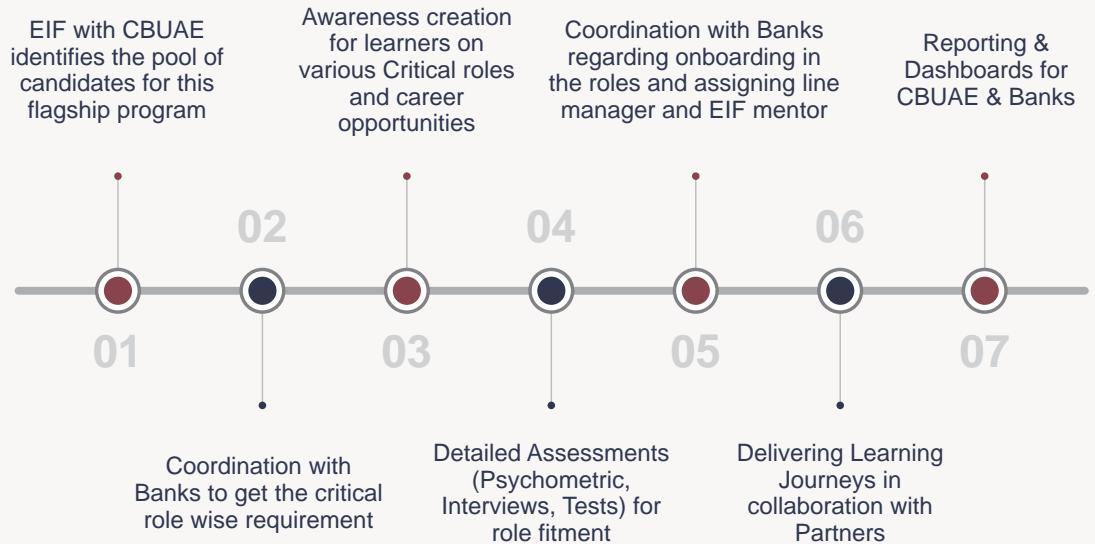 EIF with CBUAE
identifies the pool of
candidates for this
flagship program
01
02
Coordination with
Banks to get the critical
role wise requirement
Awareness creation
for learners on
various Critical roles
and career
opportunities
03
04
Detailed Assessments
(Psychometric,
Interviews, Tests) for
role fitment
Coordination with Banks
regarding onboarding in
the roles and assigning line
manager and EIF mentor
05
06
Delivering Learning
Journeys in
collaboration with
Partners
Reporting &
Dashboards for
CBUAE & Banks
07